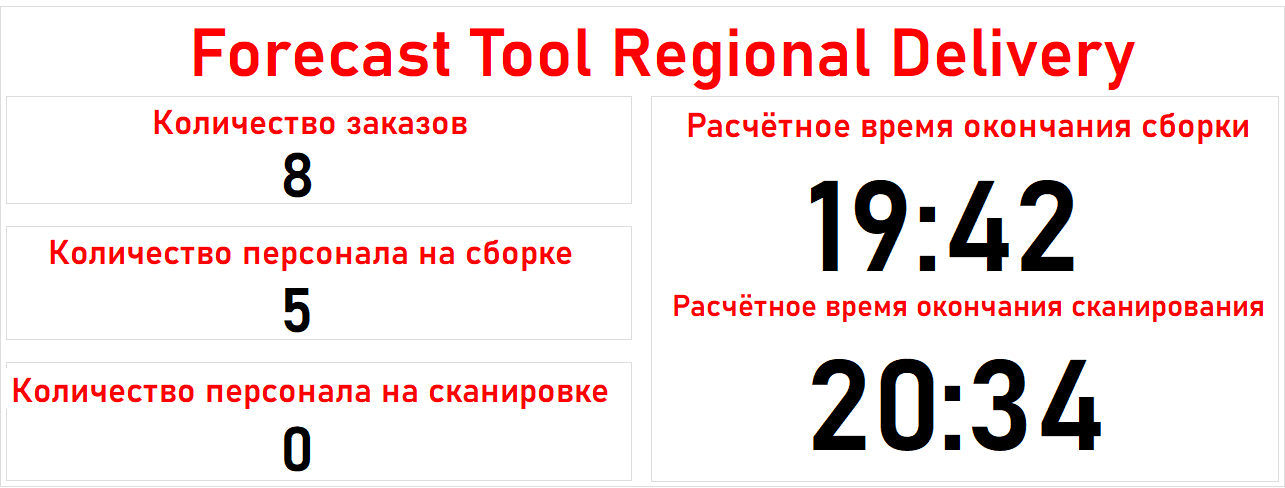 Forecast Tool Regional Delivery
Количество заказов
8
Количество персонала на сборке
5
Количество персонала на сканировке
0
Расчётное время окончания сборки
19:42
Расчётное время окончания сканирования
20:34